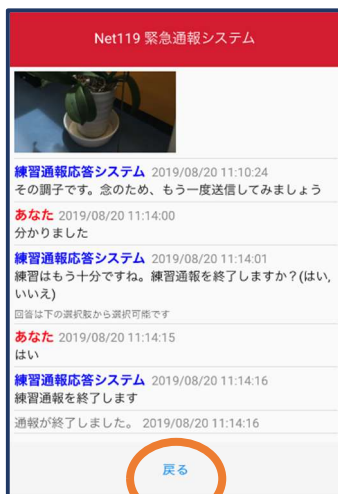 Net119 緊急通報システム
練習通報応答システム 2019/08/20 11:10:24
その調子です。念のため、もう一度送信してみましょう
あなた 2019/08/20 11:14:00
分かりました
練習通報応答システム 2019/08/20 11:14:01
練習はもう十分ですね。練習通報を終了しますか?(はい,
いいえ)
回答は下の選択肢から選択可能です
あなた 2019/08/20 11:14:15
はい
練習通報応答システム 2019/08/20 11:14:16
練習通報を終了します
通報が終了しました。 2019/08/20 11:14:16
戻る